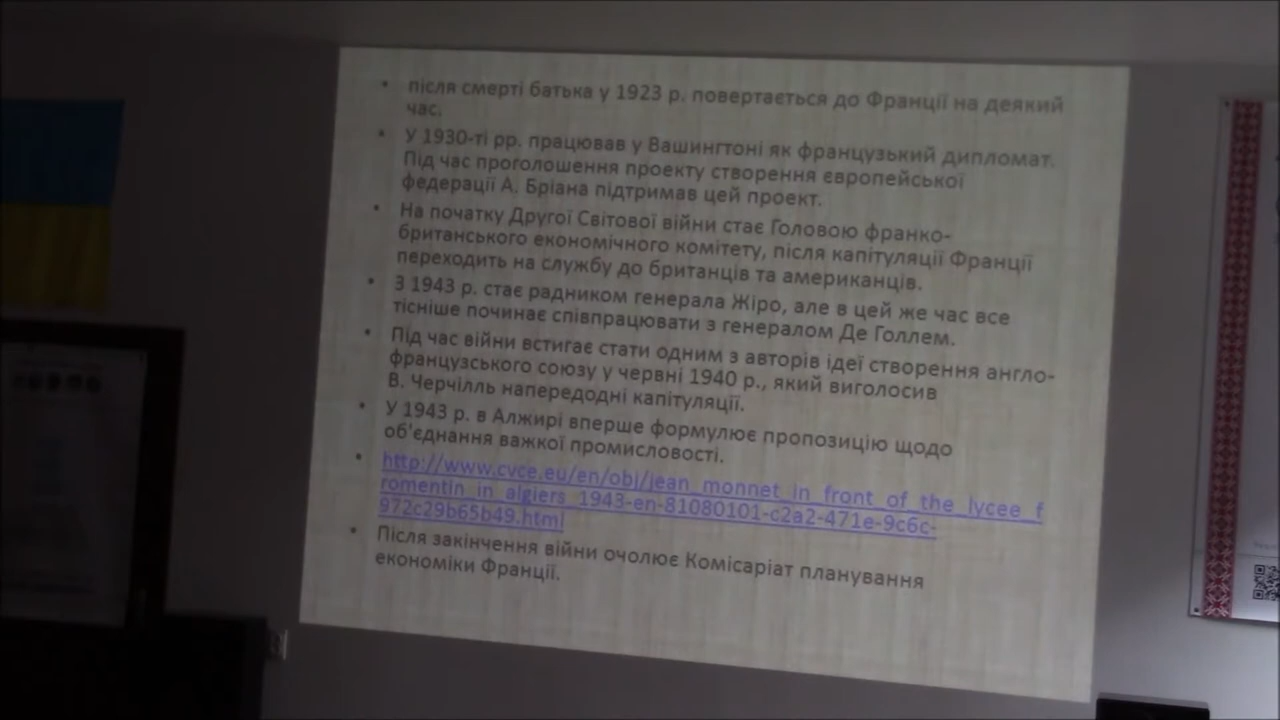 • після смерті батька у 1923 р. повертається до Франції на деякий
час.
• У 1930-ті рр. працював у Вашингтоні як французький дипломат.
Під час проголошення проекту створення європейської
федерації А. Бріана підтримав цей проект.
• На початку Другої Світової війни стає Головою франко-
британського економічного комітету, після капітуляції Франції
переходить на службу до британців та американців.
• З 1943 р. стає радником генерала Жіро, але в цей же час все
тісніше починає співпрацювати з генералом Де Голлем.
• Під час війни встигає стати одним з авторів ідеї створення англо-
французського союзу у червні 1940 р., який виголосив
В. Черчілль напередодні капітуляції.
• У 1943 р. в Алжирі вперше формулює пропозицію щодо
об'єднання важкої промисловості.
• http://www.cvce.eu/en/obj/jean_monnet_in_front_of_the_lycee_f
romentin_in_algiers_1943-en-81080101-c2a2-471e-9c6c-
972c29b65b49.html
• Після закінчення війни очолює Комісаріат планування
економіки Франції.